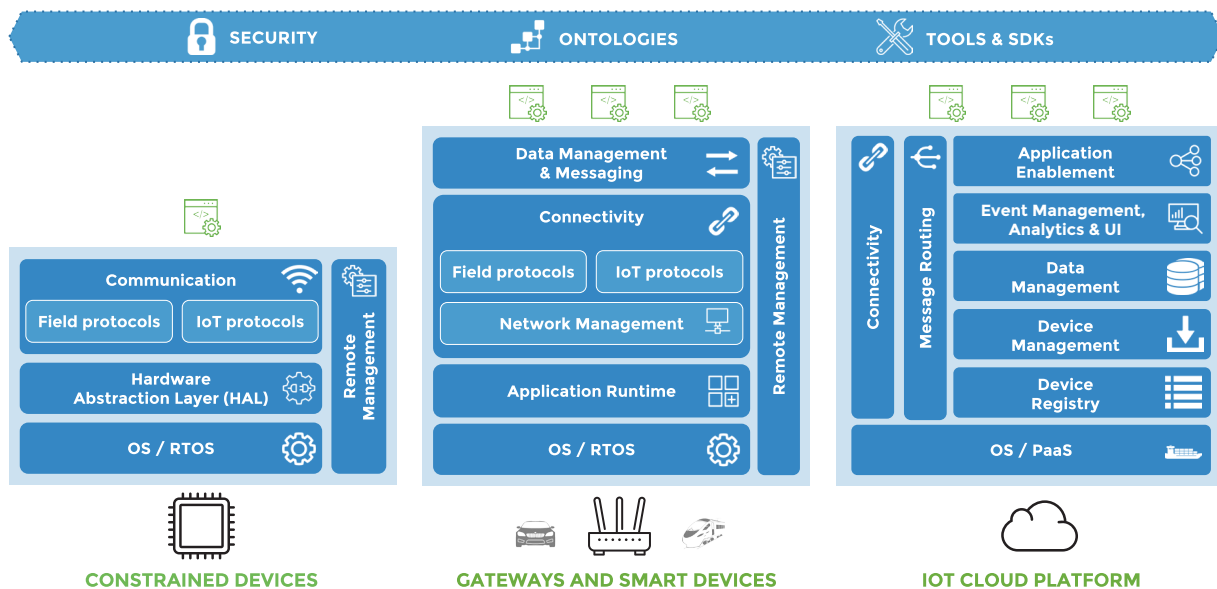 SECURITY
ONTOLOGIES
TOOLS & SDKs
</>
Communication
Field protocols
IoT protocols
Hardware
Abstraction Layer (HAL)
OS / RTOS
Remote
Management
CONSTRAINED DEVICES
</>
</>
</>
Data Management
& Messaging
Connectivity
Field protocols
IoT protocols
Network Management
Application Runtime
OS / RTOS
Remote Management
GATEWAYS AND SMART DEVICES
</>
</>
</>
Connectivity
Message Routing
Application
Enablement
Event Management,
Analytics & UI
Data
Management
Device
Management
Device
Registry
OS / PaaS
IOT CLOUD PLATFORM